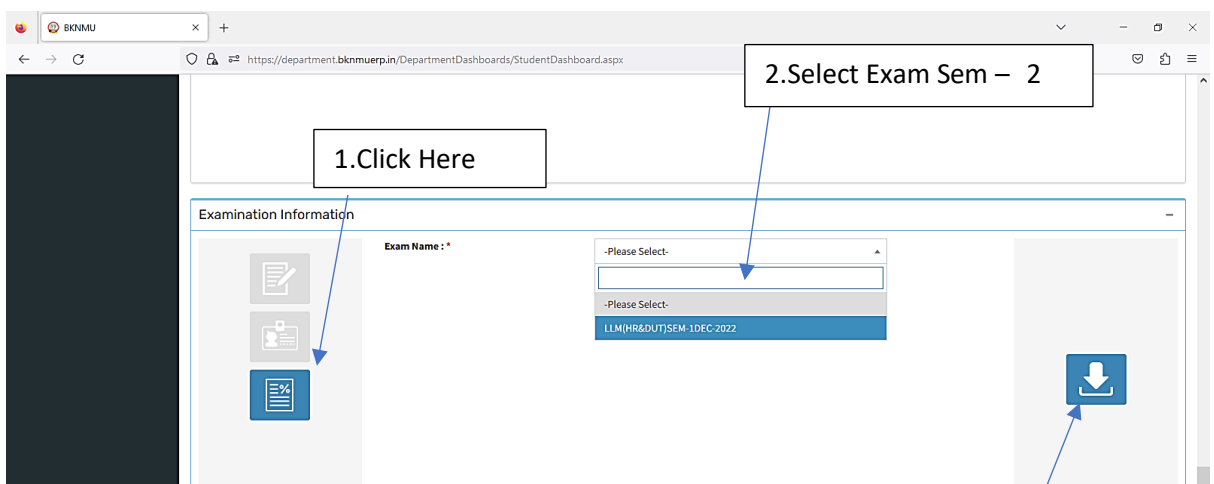 BKNMU
https://department.bknmuerp.in/DepartmentDashboards/StudentDashboard.aspx
2.Select Exam Sem – 2
1.Click Here
Examination Information
Exam Name : *
-Please Select-
-Please Select-
LLM(HR&DUT)SEM-1DEC-2022